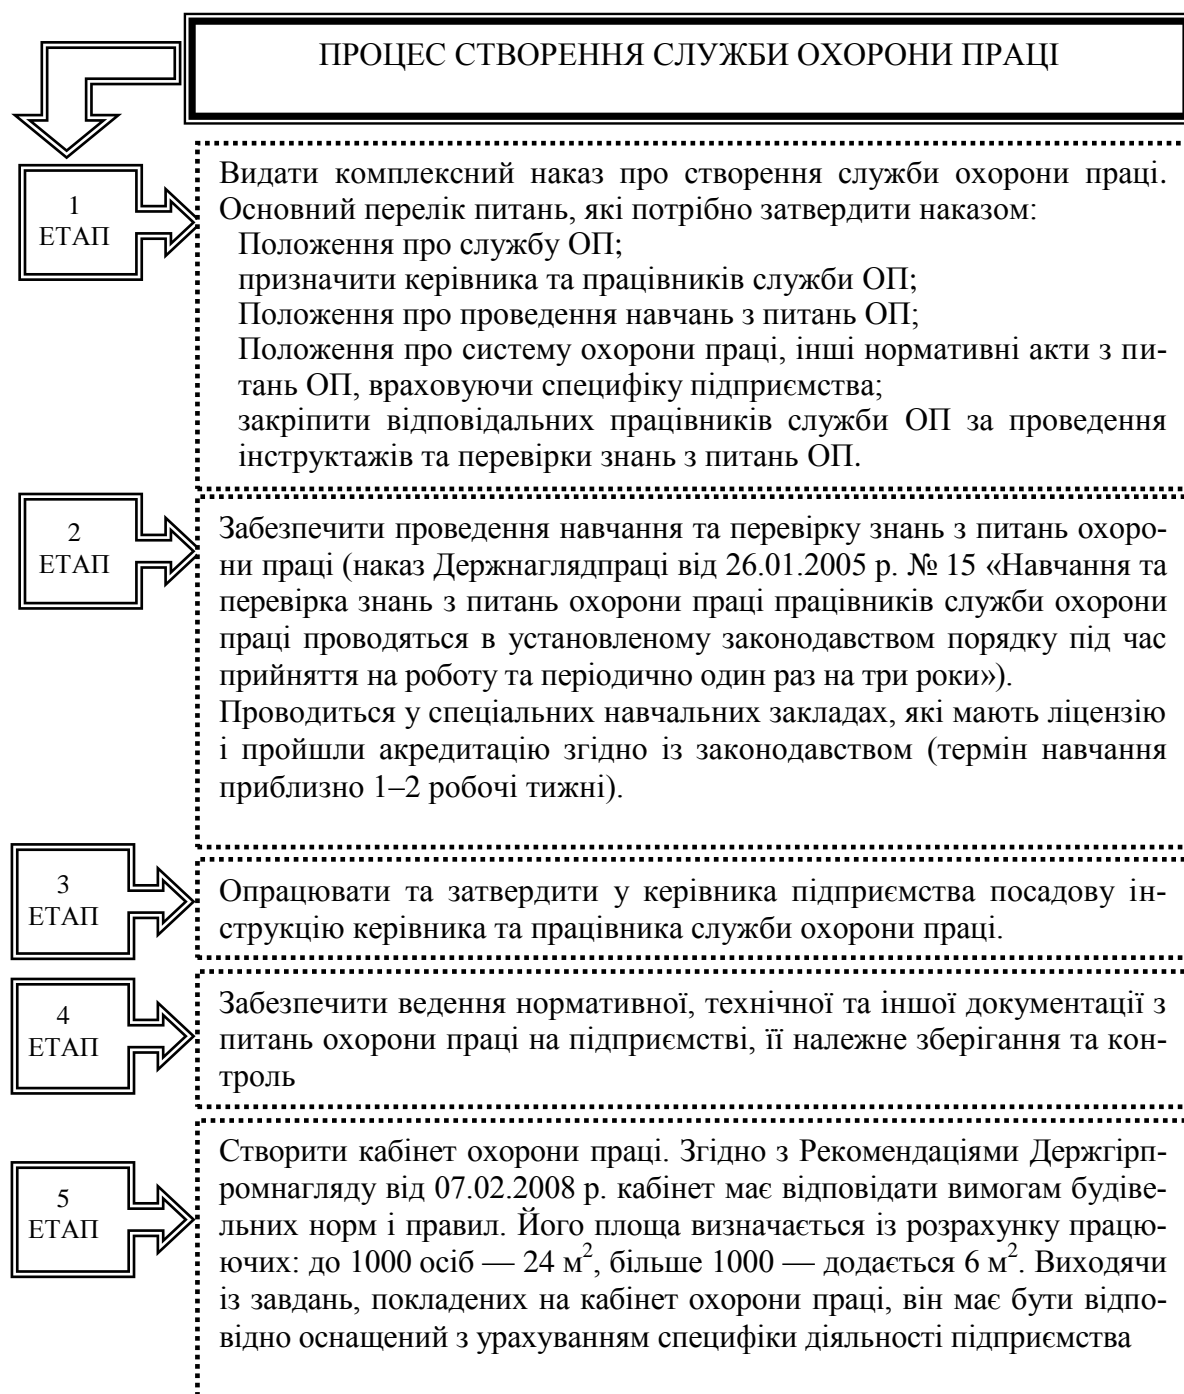 ПРОЦЕС СТВОРЕННЯ СЛУЖБИ ОХОРОНИ ПРАЦІ
1
ЕТАП
Видати комплексний наказ про створення служби охорони праці.
Основний перелік питань, які потрібно затвердити наказом:
Положення про службу ОП;
призначити керівника та працівників служби ОП;
Положення про проведення навчань з питань ОП;
Положення про систему охорони праці, інші нормативні акти з пи-
тань ОП, враховуючи специфіку підприємства;
закріпити відповідальних працівників служби ОП за проведення
інструктажів та перевірки знань з питань ОП.
2
ЕТАП
Забезпечити проведення навчання та перевірку знань з питань охоро-
ни праці (наказ Держнаглядпраці від 26.01.2005 р. № 15 «Навчання та
перевірка знань з питань охорони праці працівників служби охорони
праці проводяться в установленому законодавством порядку під час
прийняття на роботу та періодично один раз на три роки»).
Проводиться у спеціальних навчальних закладах, які мають ліцензію
і пройшли акредитацію згідно із законодавством (термін навчання
приблизно 1–2 робочі тижні).
3
ЕТАП
Опрацювати та затвердити у керівника підприємства посадову ін-
струкцію керівника та працівника служби охорони праці.
4
ЕТАП
Забезпечити ведення нормативної, технічної та іншої документації з
питань охорони праці на підприємстві, її належне зберігання та кон-
троль
5
ЕТАП
Створити кабінет охорони праці. Згідно з Рекомендаціями Держгірп-
ромнагляду від 07.02.2008 р. кабінет має відповідати вимогам будіве-
льних норм і правил. Його площа визначається із розрахунку працю-
ючих: до 1000 осіб — 24 м², більше 1000 — додається 6 м². Виходячи
із завдань, покладених на кабінет охорони праці, він має бути відпо-
відно оснащений з урахуванням специфіки діяльності підприємства